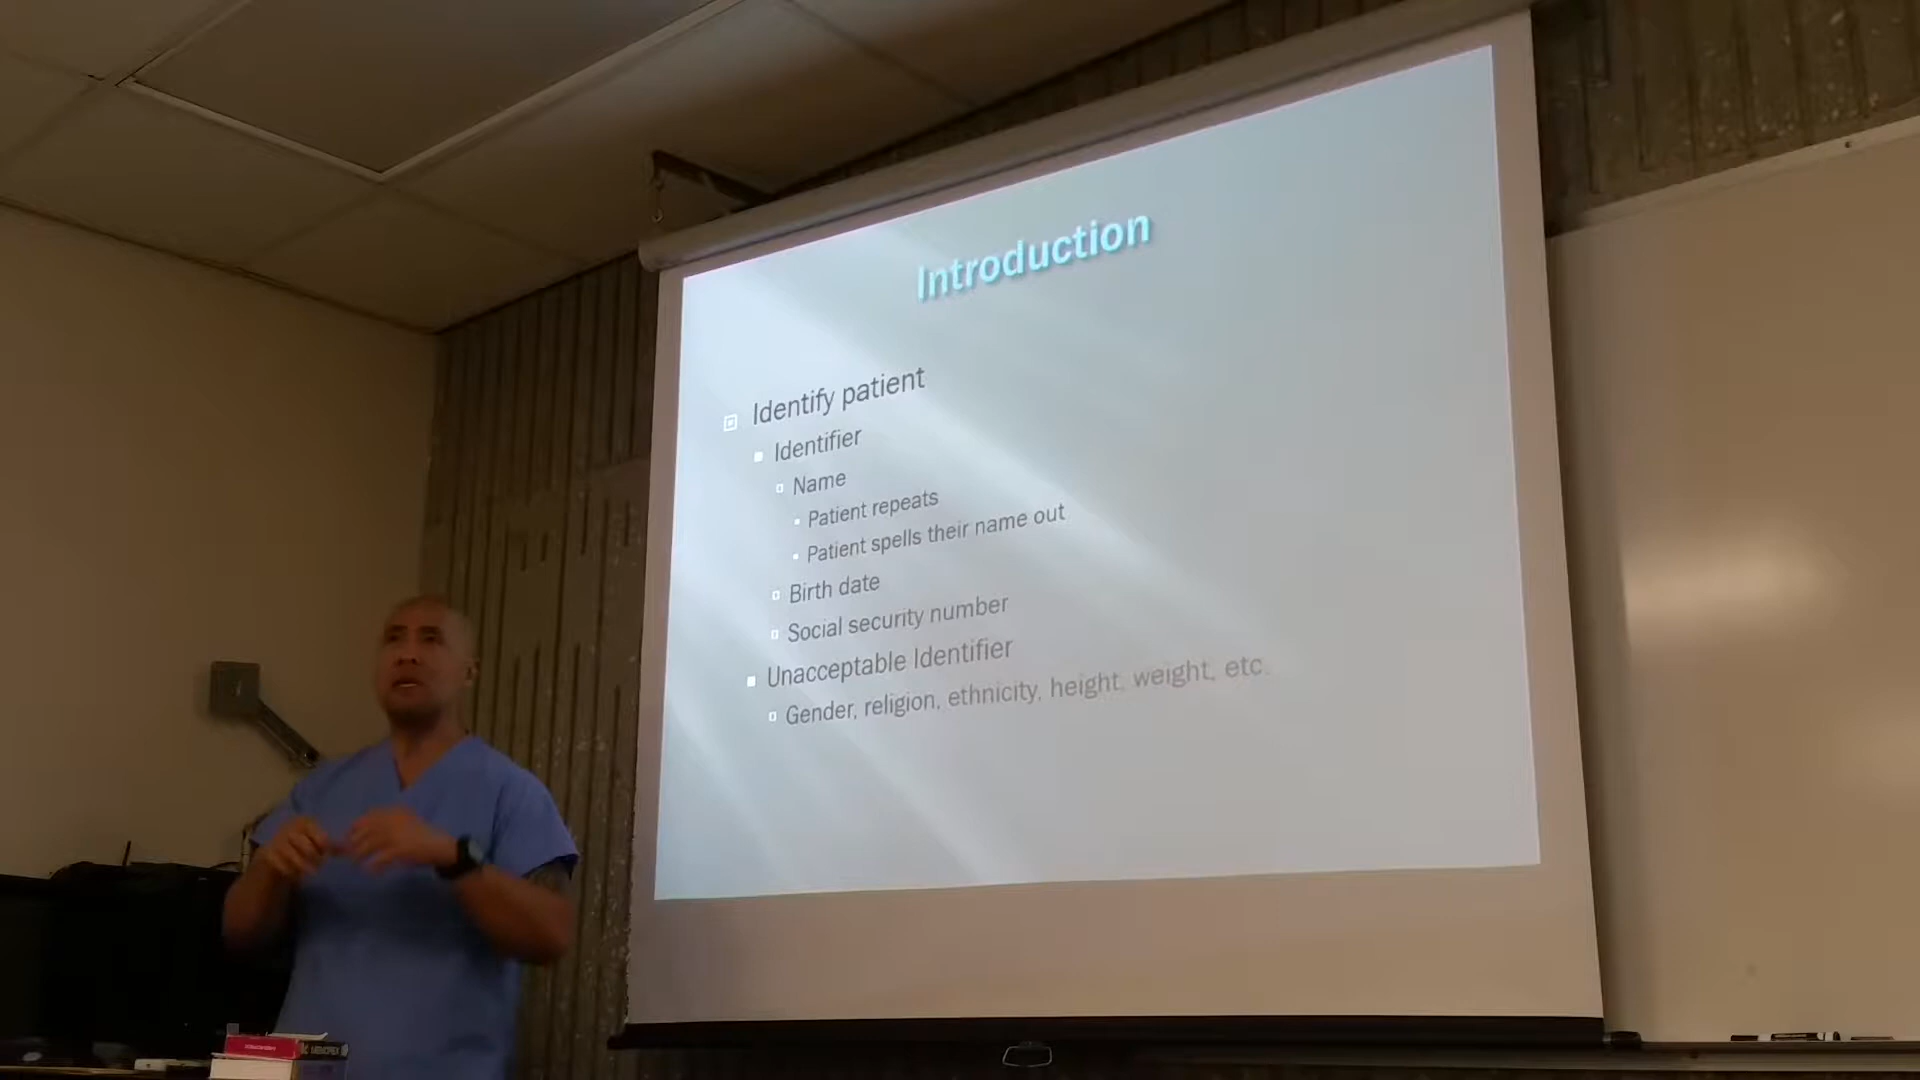 Introduction
Identify patient
Identifier
Name
Patient repeats
Patient spells their name out
Birth date
Social security number
Unacceptable Identifier
Gender, religion, ethnicity, height, weight, etc.
MEMOREX